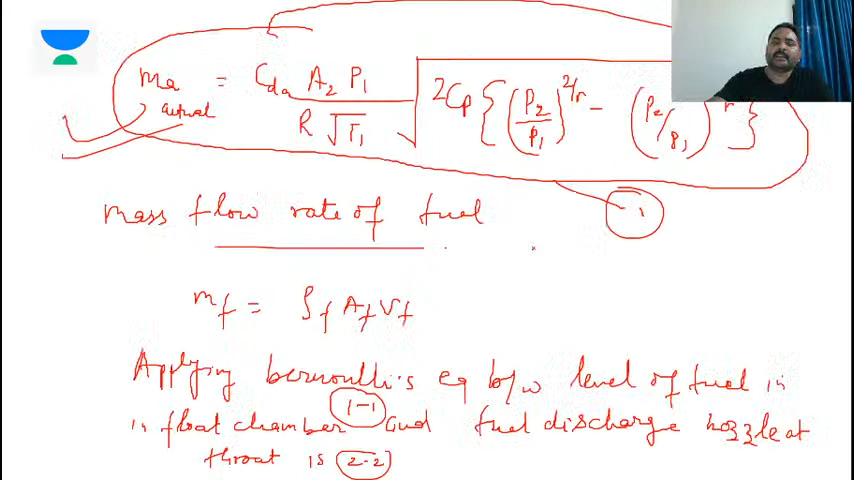 ma actual = Cda A2 P1 / R √T1 √ 2Cp { (P2/P1)^2/r − (P2/P1)^ r }
1
mass flow rate of fuel
mf = ρf Af Vf
Applying bernoulli's eq b/w level of fuel in
in float chamber 1-1 and fuel discharge nozzle at
throat is 2-2